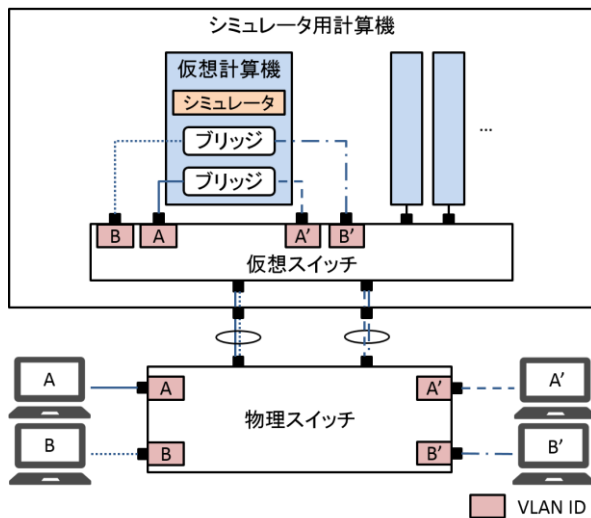 シミュレータ用計算機
仮想計算機
シミュレータ
ブリッジ
ブリッジ
...
B
A
A'
B'
仮想スイッチ
A
A
A'
A'
物理スイッチ
B
B
B'
B'
VLAN ID